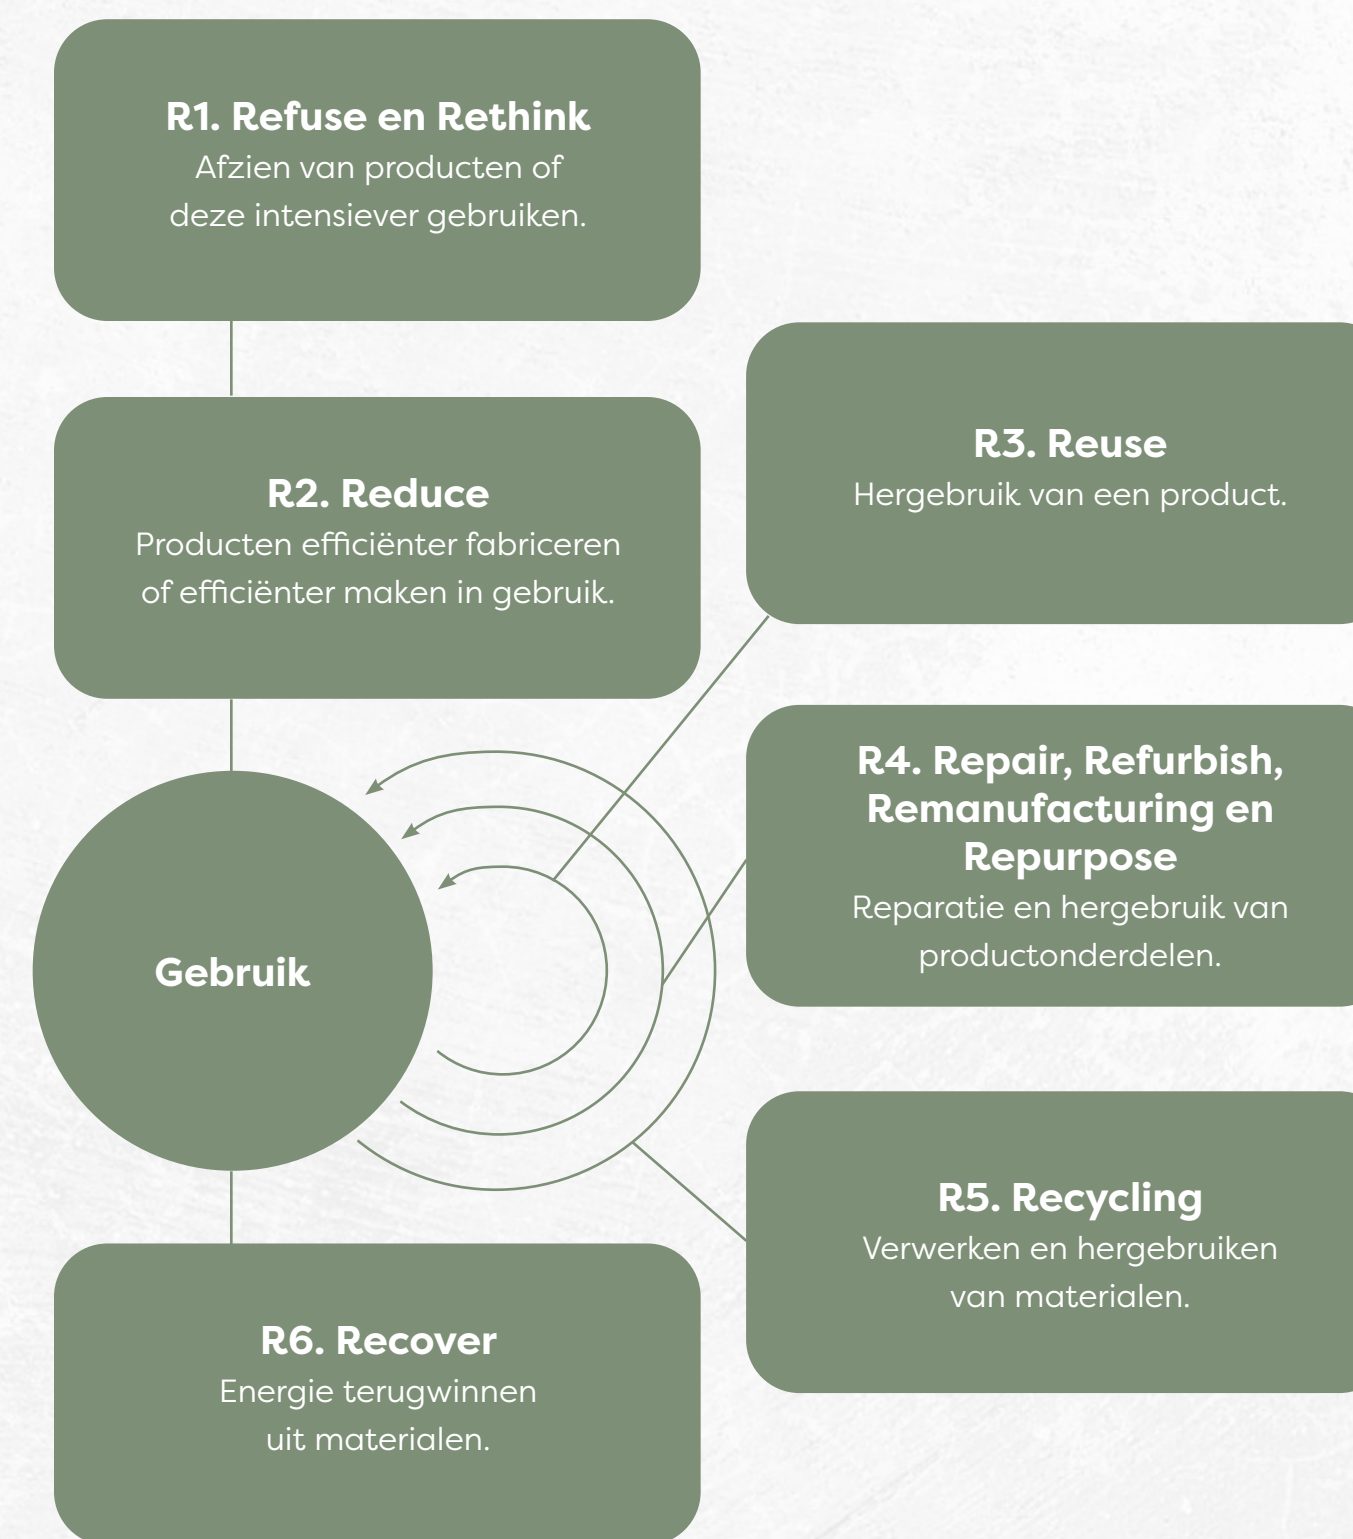 R1. Refuse en Rethink
Afzien van producten of
deze intensiever gebruiken.
R2. Reduce
Producten efficiënter fabriceren
of efficiënter maken in gebruik.
R3. Reuse
Hergebruik van een product.
R4. Repair, Refurbish,
Remanufacturing en
Repurpose
Reparatie en hergebruik van
productonderdelen.
Gebruik
R5. Recycling
Verwerken en hergebruiken
van materialen.
R6. Recover
Energie terugwinnen
uit materialen.